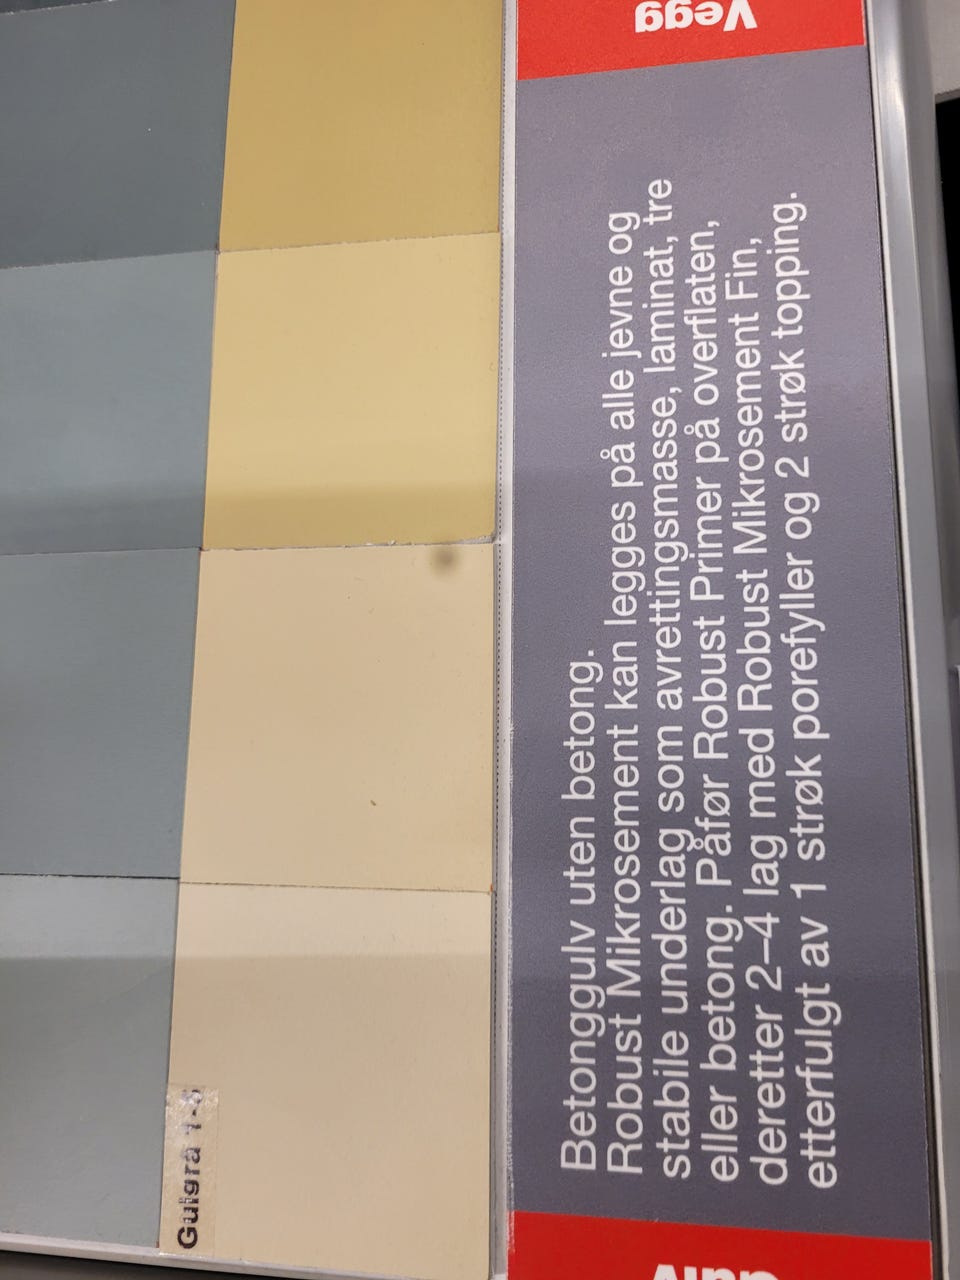 Vegg
Betonggulv uten betong.
Robust Mikrosement kan legges på alle jevne og
stabile underlag som avrettingsmasse, laminat, tre
eller betong. Påfør Robust Primer på overflaten,
deretter 2–4 lag med Robust Mikrosement Fin,
etterfulgt av 1 strøk porefyller og 2 strøk topping.
Gulgrå 1-5